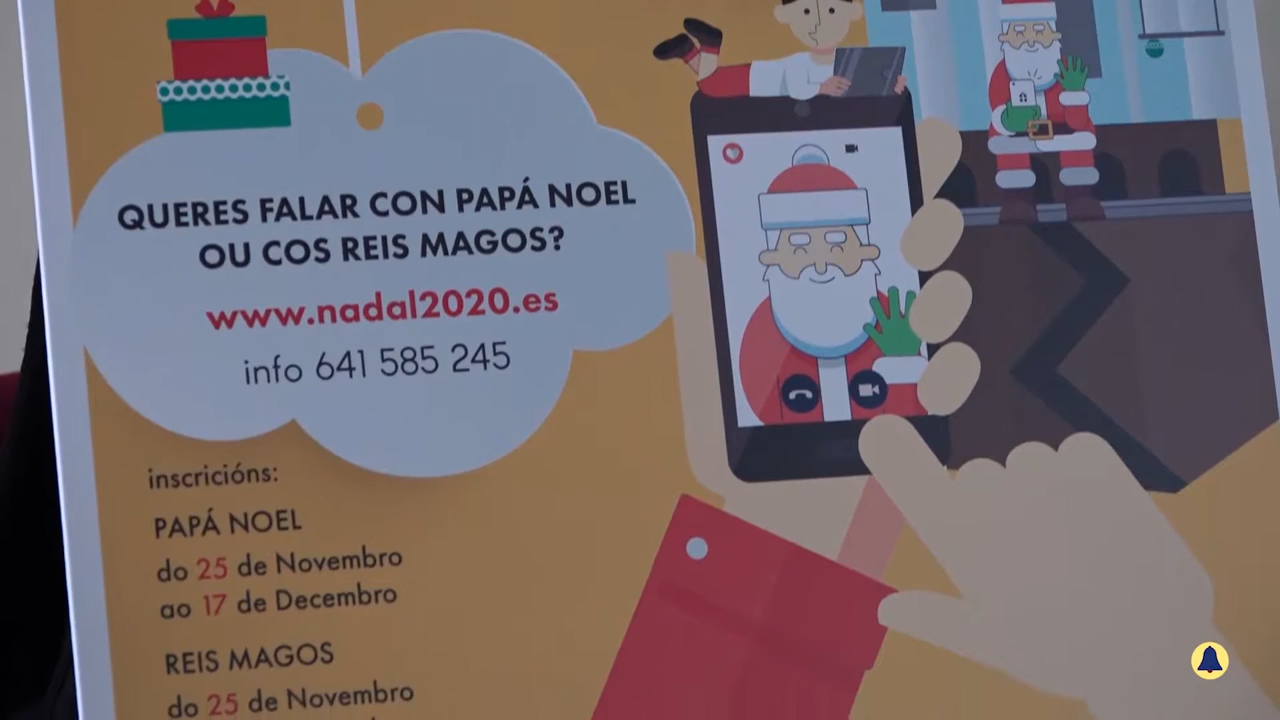 QUERES FALAR CON PAPÁ NOEL
OU COS REIS MAGOS?
www.nadal2020.es
info 641 585 245
inscricións:
PAPÁ NOEL
do 25 de Novembro
ao 17 de Decembro
REIS MAGOS
do 25 de Novembro